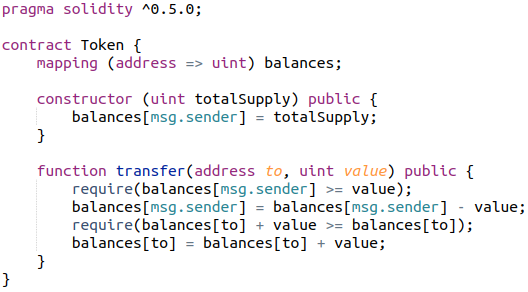 pragma solidity ^0.5.0;
contract Token {
    mapping (address => uint) balances;
    constructor (uint totalSupply) public {
        balances[msg.sender] = totalSupply;
    }
    function transfer(address to, uint value) public {
        require(balances[msg.sender] >= value);
        balances[msg.sender] = balances[msg.sender] - value;
        require(balances[to] + value >= balances[to]);
        balances[to] = balances[to] + value;
    }
}